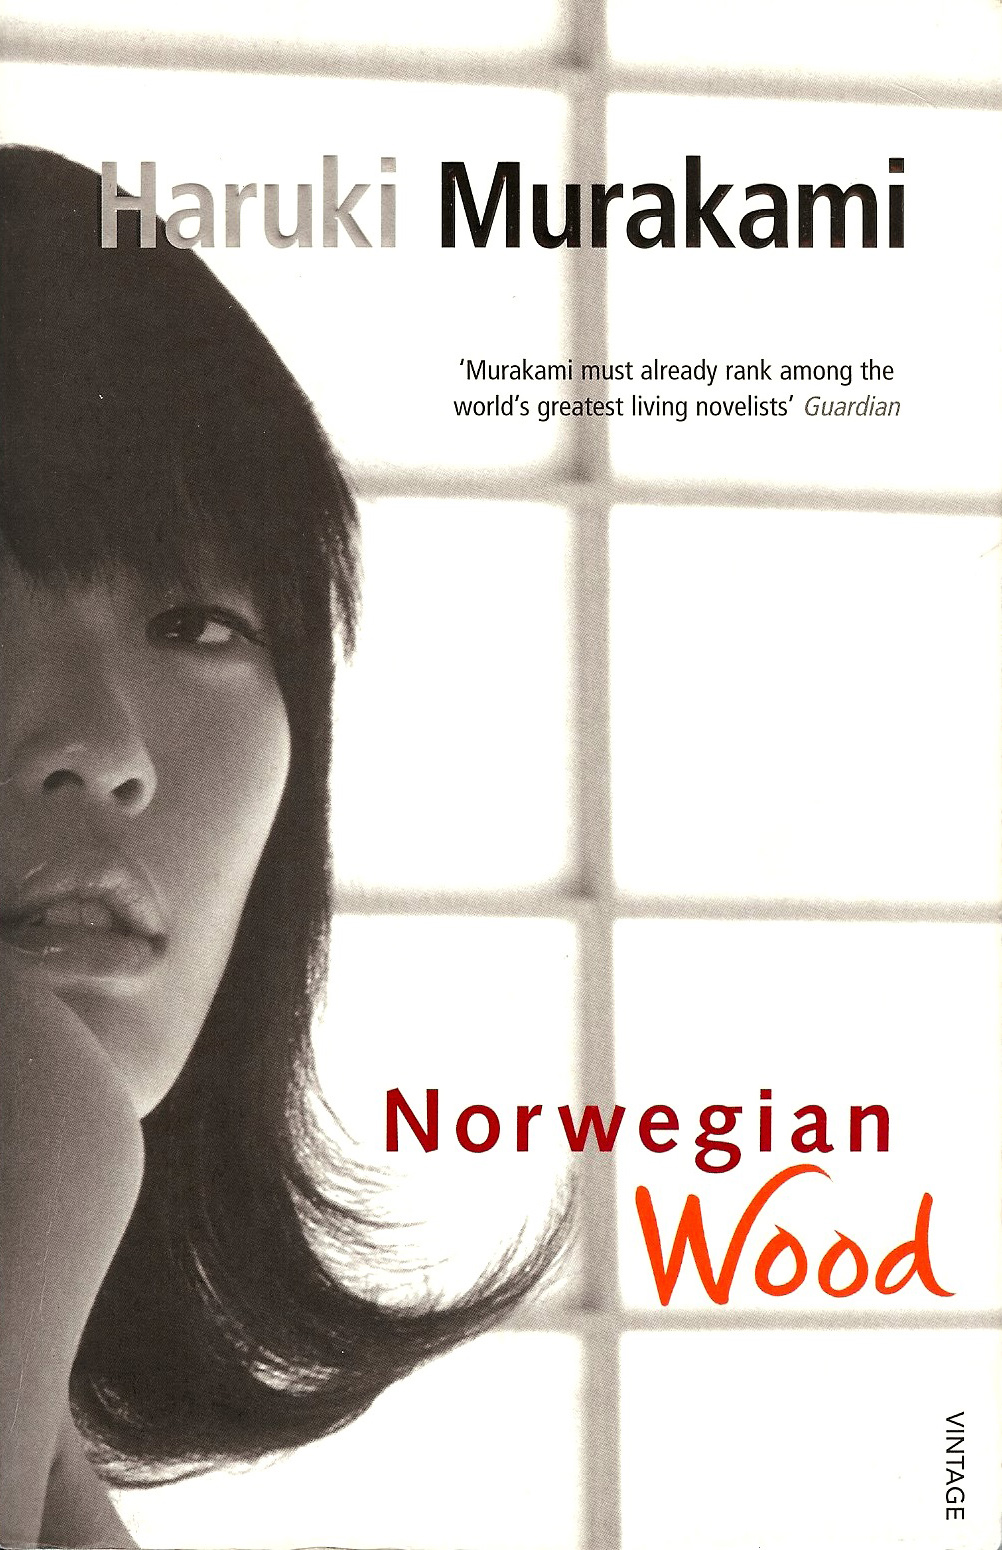 Haruki Murakami
‘Murakami must already rank among the
world’s greatest living novelists’ Guardian
Norwegian
Wood
VINTAGE